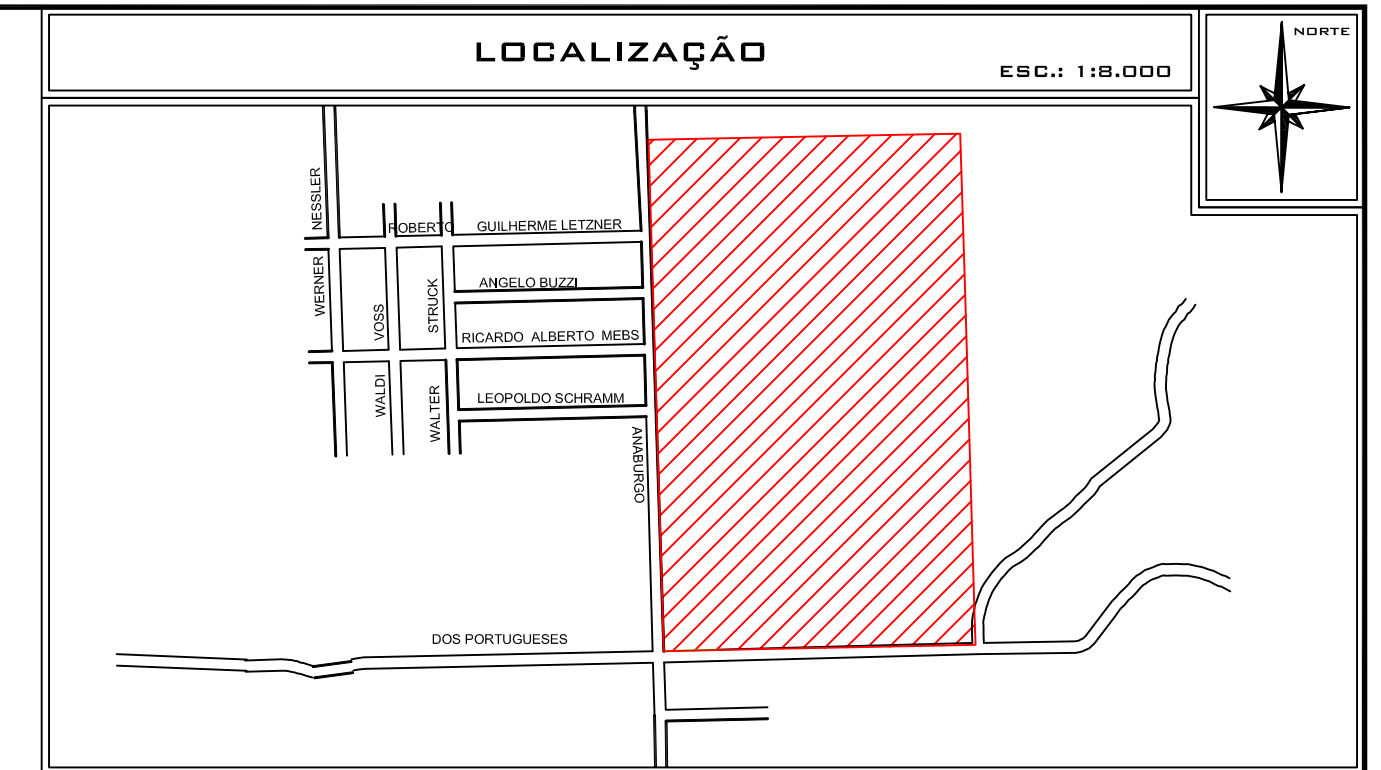 LOCALIZAÇÃO
ESC.: 1:8.000
NORTE
NESSLER
WERNER
ROBERTO
GUILHERME LETZNER
ANGELO BUZZI
VOSS
STRUCK
RICARDO ALBERTO MEBS
WALDI
WALTER
LEOPOLDO SCHRAMM
ANABURGO
DOS PORTUGUESES